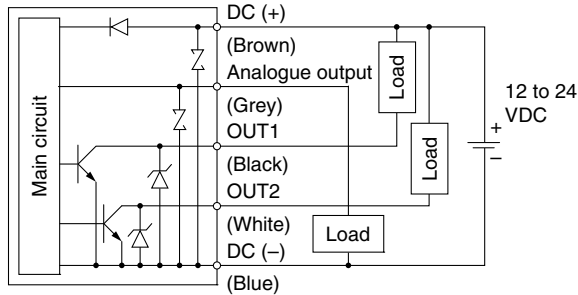 DC (+)
(Brown)
Analogue output
(Grey)
OUT1
(Black)
OUT2
(White)
DC (–)
(Blue)
Main circuit
Load
Load
Load
12 to 24
VDC
+
–